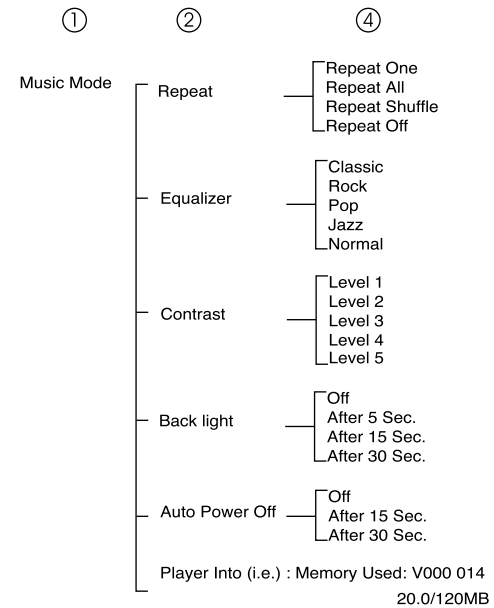 ① ② ④
Music Mode
Repeat
Repeat One
Repeat All
Repeat Shuffle
Repeat Off
Equalizer
Classic
Rock
Pop
Jazz
Normal
Contrast
Level 1
Level 2
Level 3
Level 4
Level 5
Back light
Off
After 5 Sec.
After 15 Sec.
After 30 Sec.
Auto Power Off
Off
After 15 Sec.
After 30 Sec.
Player Into (i.e.) : Memory Used: V000 014
20.0/120MB